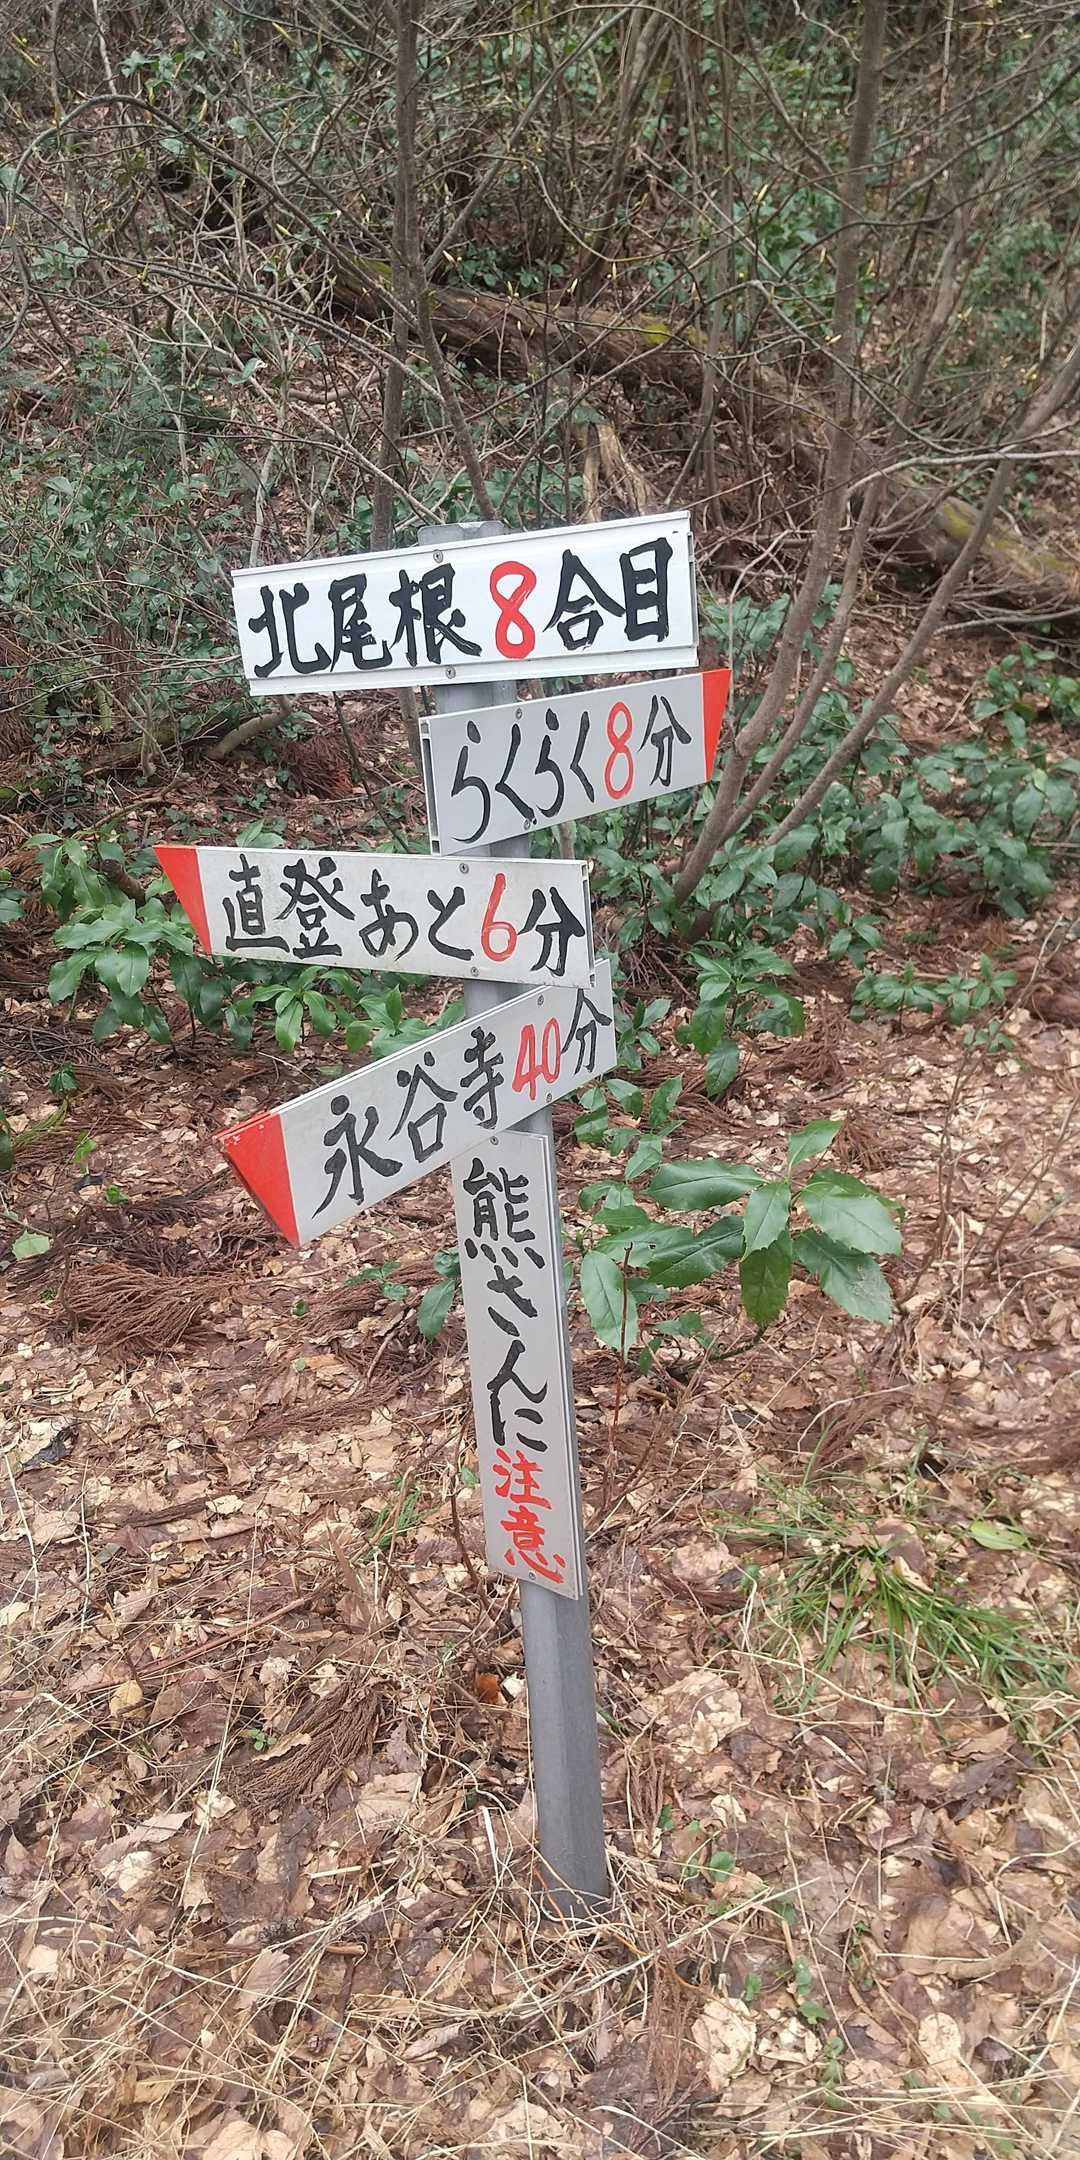 北尾根8合目
らくらく8分
直登あと6分
永谷寺40分
熊さんに注意